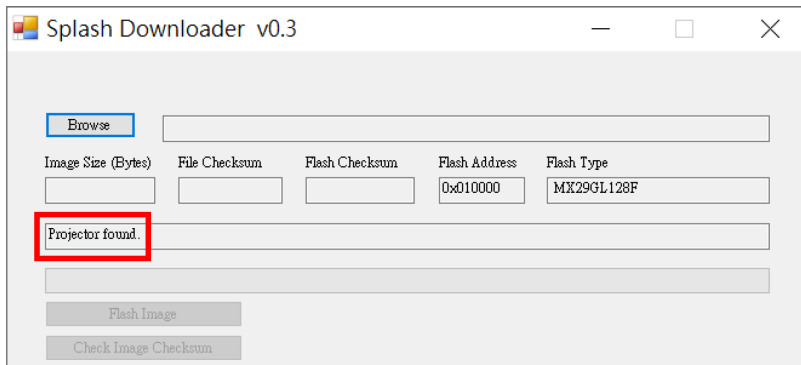 Splash Downloader v0.3
Browse
Image Size (Bytes) File Checksum Flash Checksum Flash Address Flash Type
0x010000 MX29GL128F
Projector found.
Flash Image
Check Image Checksum